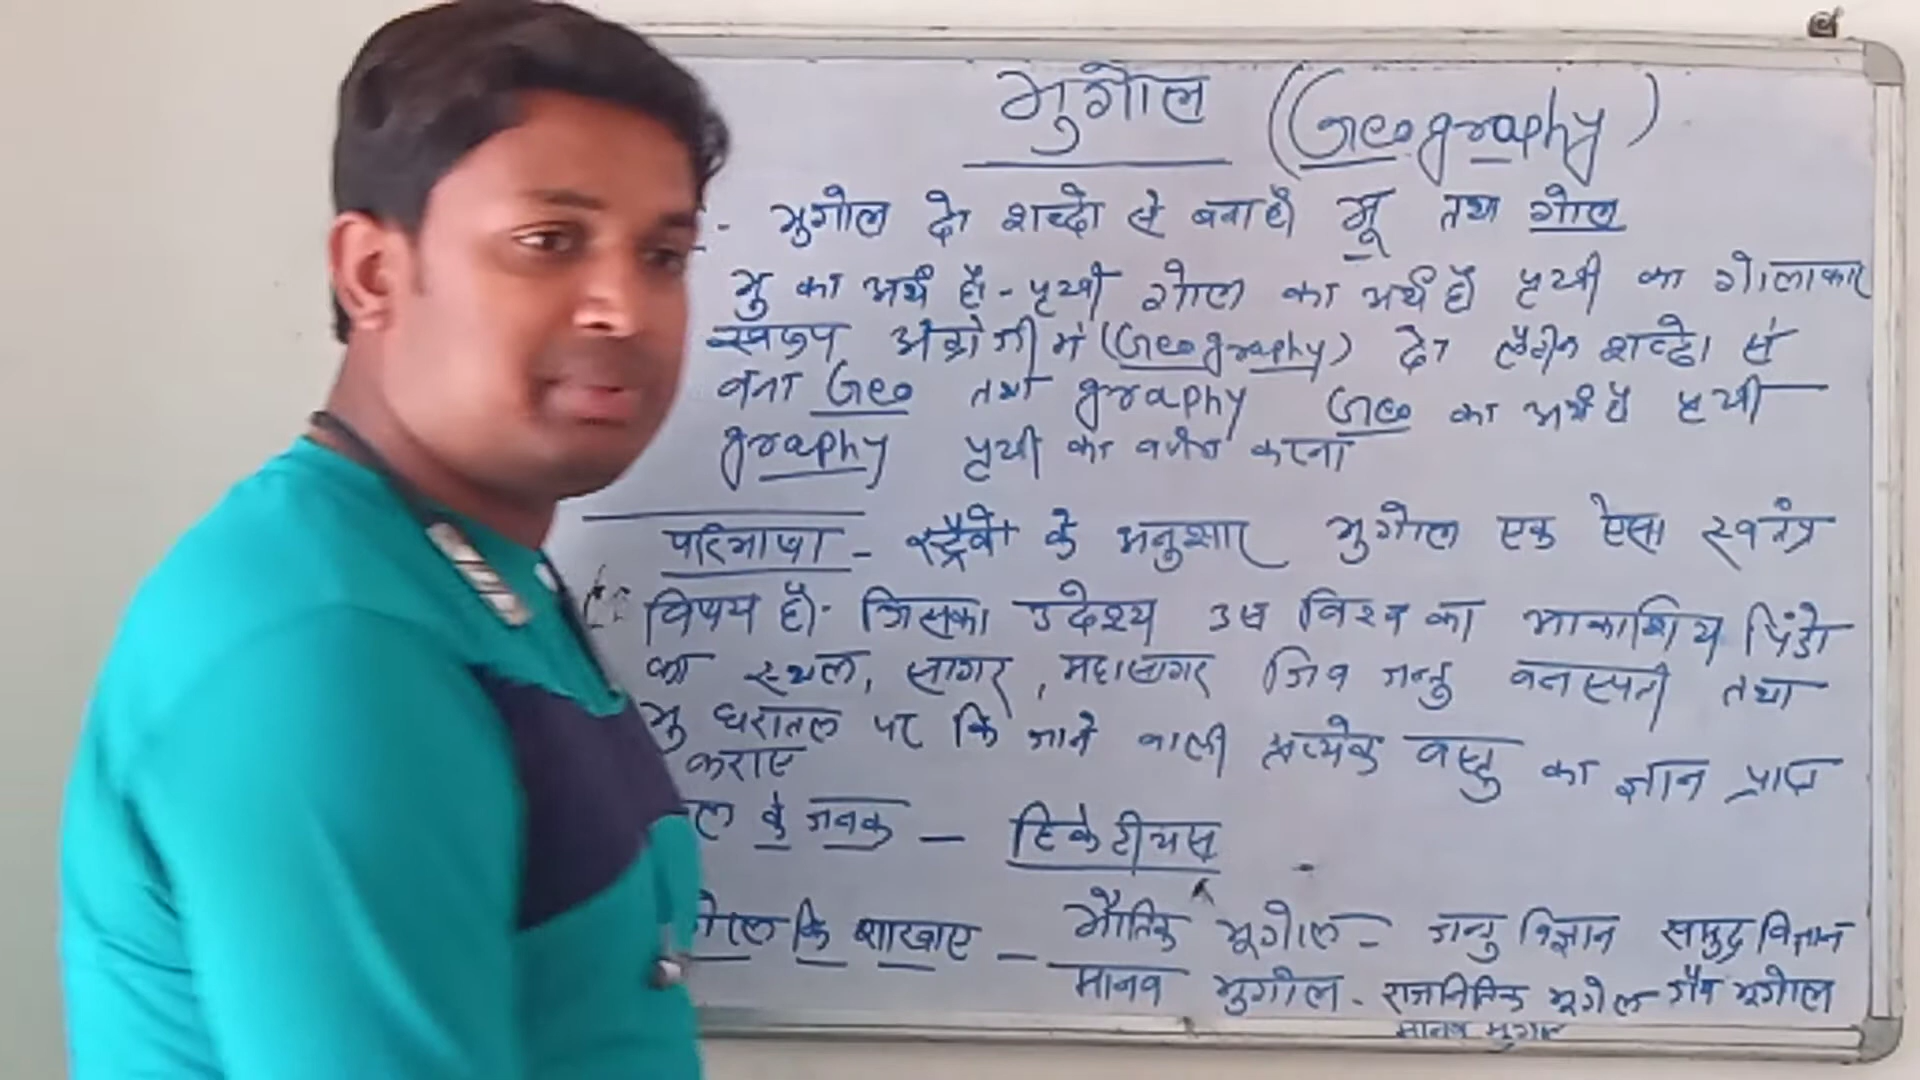 भुगोल (Geography)
- भुगोल दो शब्दो से बना है भू तथा गोल
भु का अर्थ है - पृथ्वी गोल का अर्थ है पृथ्वी का गोलाकार
स्वरूप अंग्रेजी में (Geography) दो लैटीन शब्दो से
बना Geo तथा graphy Geo का अर्थ है पृथ्वी
graphy पृथ्वी का वर्णन करना
परिभाषा - स्ट्रैबो के अनुसार भुगोल एक ऐसा स्वतंत्र
विषय है - जिसका उदेश्य उस विश्व का आकाशिय पिंडो
का स्थल, सागर, महासागर जिव जन्तु वनस्पती तथा
भु धरातल पर कि जाने वाली प्रत्येक वस्तु का ज्ञान प्राप्त
कराए
ल के जनक - हिकेटीयस
गोल कि शाखाए - भौतिक भूगोल - जन्तु विज्ञान समुद्र विज्ञान
मानव भुगोल - राजनितिक भूगोल भूगोल
मानव भुगोल